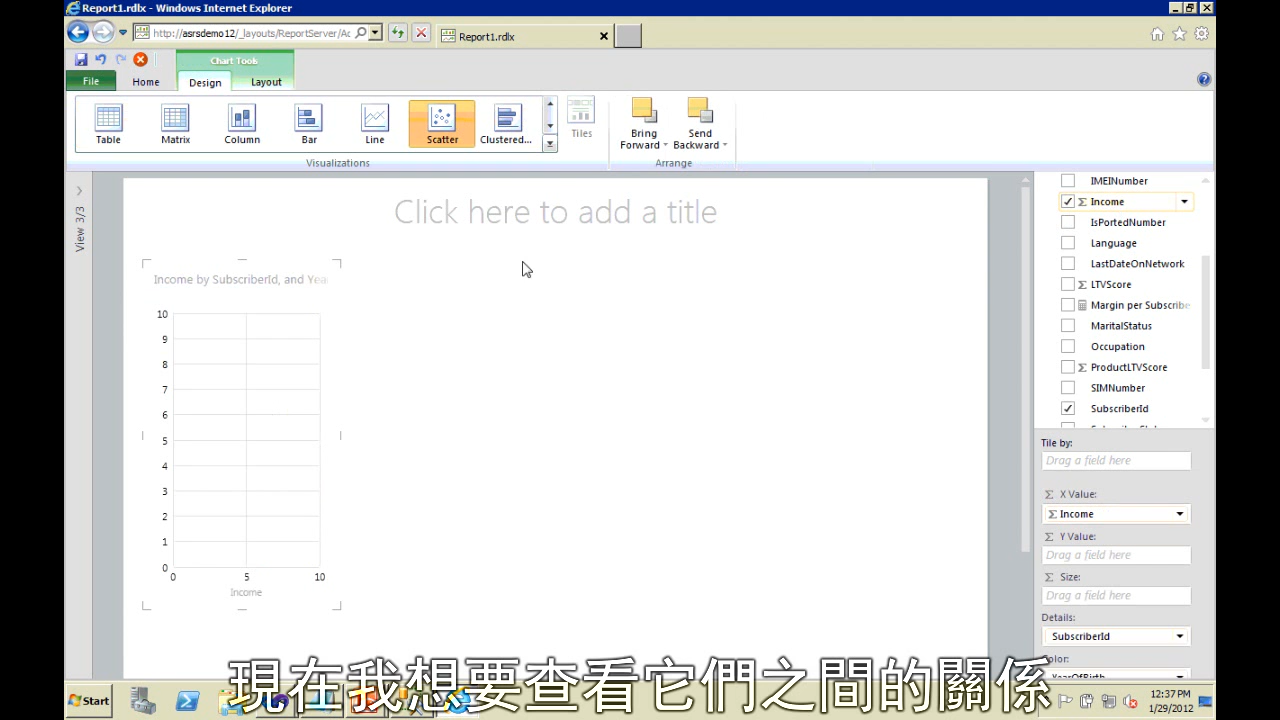 Report1.rdlx - Windows Internet Explorer
http://asrsdemo12/_layouts/ReportServer/Ac
Report1.rdlx
Chart Tools
File
Home
Design
Layout
Table
Matrix
Column
Bar
Line
Scatter
Clustered...
Tiles
Bring Forward
Send Backward
Visualizations
Arrange
View 3/3
Click here to add a title
Income by SubscriberId, and Yea
10
9
8
7
6
5
4
3
2
1
0
0 5 10
Income
IMEINumber
Σ Income
IsPortedNumber
Language
LastDateOnNetwork
Σ LTVScore
Margin per Subscribe
MaritalStatus
Occupation
Σ ProductLTVScore
SIMNumber
SubscriberId
Tile by:
Drag a field here
Σ X Value:
Σ Income
Σ Y Value:
Drag a field here
Σ Size:
Drag a field here
Details:
SubscriberId
Color:
YearOfBirth
現在我想要查看它們之間的關係
Start
12:37 PM
1/29/2012